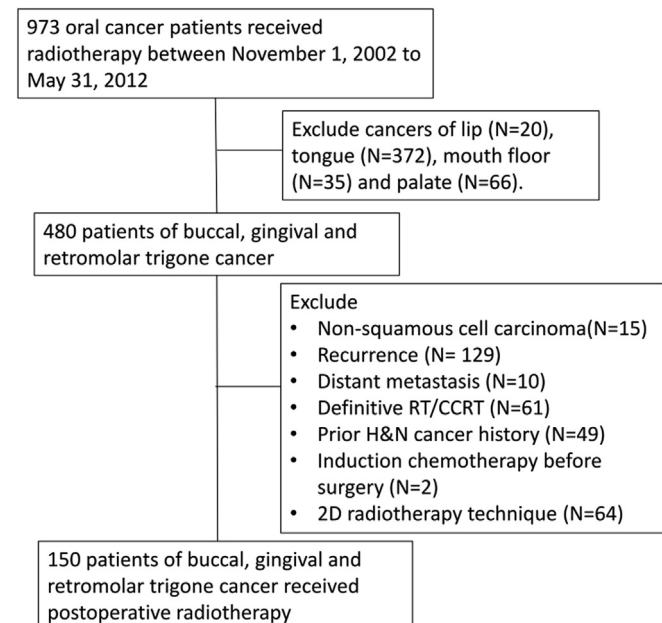 973 oral cancer patients received
radiotherapy between November 1, 2002 to
May 31, 2012
Exclude cancers of lip (N=20),
tongue (N=372), mouth floor
(N=35) and palate (N=66).
480 patients of buccal, gingival and
retromolar trigone cancer
Exclude
• Non-squamous cell carcinoma(N=15)
• Recurrence (N= 129)
• Distant metastasis (N=10)
• Definitive RT/CCRT (N=61)
• Prior H&N cancer history (N=49)
• Induction chemotherapy before
surgery (N=2)
• 2D radiotherapy technique (N=64)
150 patients of buccal, gingival and
retromolar trigone cancer received
postoperative radiotherapy